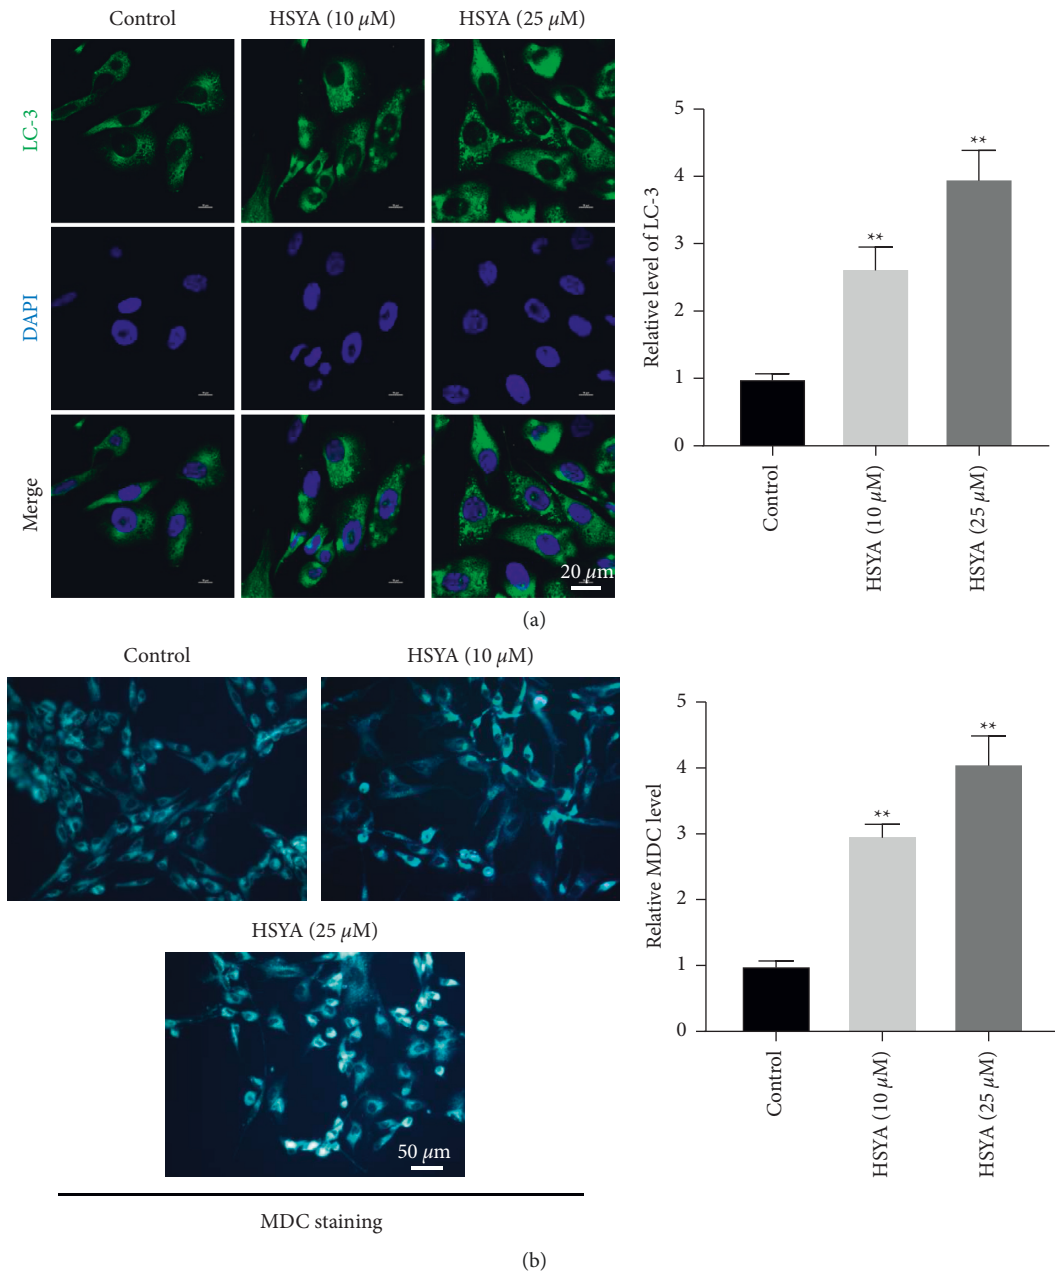 Control
HSYA (10 µM)
HSYA (25 µM)
LC-3
DAPI
Merge
20 µm
Relative level of LC-3
5
4
3
2
1
0
**
**
Control
HSYA (10 µM)
HSYA (25 µM)
(a)
Control
HSYA (10 µM)
HSYA (25 µM)
50 µm
MDC staining
Relative MDC level
5
4
3
2
1
0
**
**
Control
HSYA (10 µM)
HSYA (25 µM)
(b)